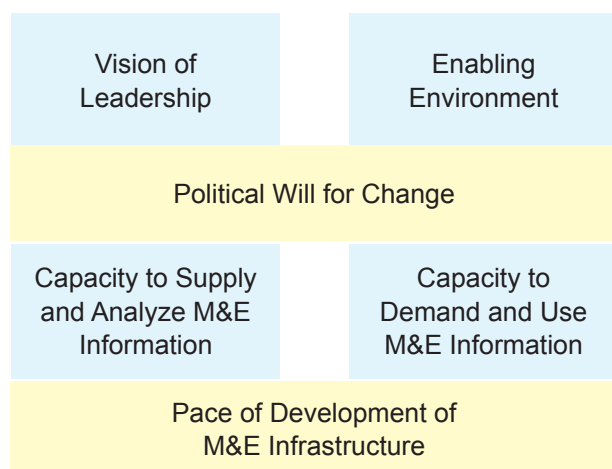 Vision of
Leadership
Enabling
Environment
Political Will for Change
Capacity to Supply
and Analyze M&E
Information
Capacity to
Demand and Use
M&E Information
Pace of Development of
M&E Infrastructure